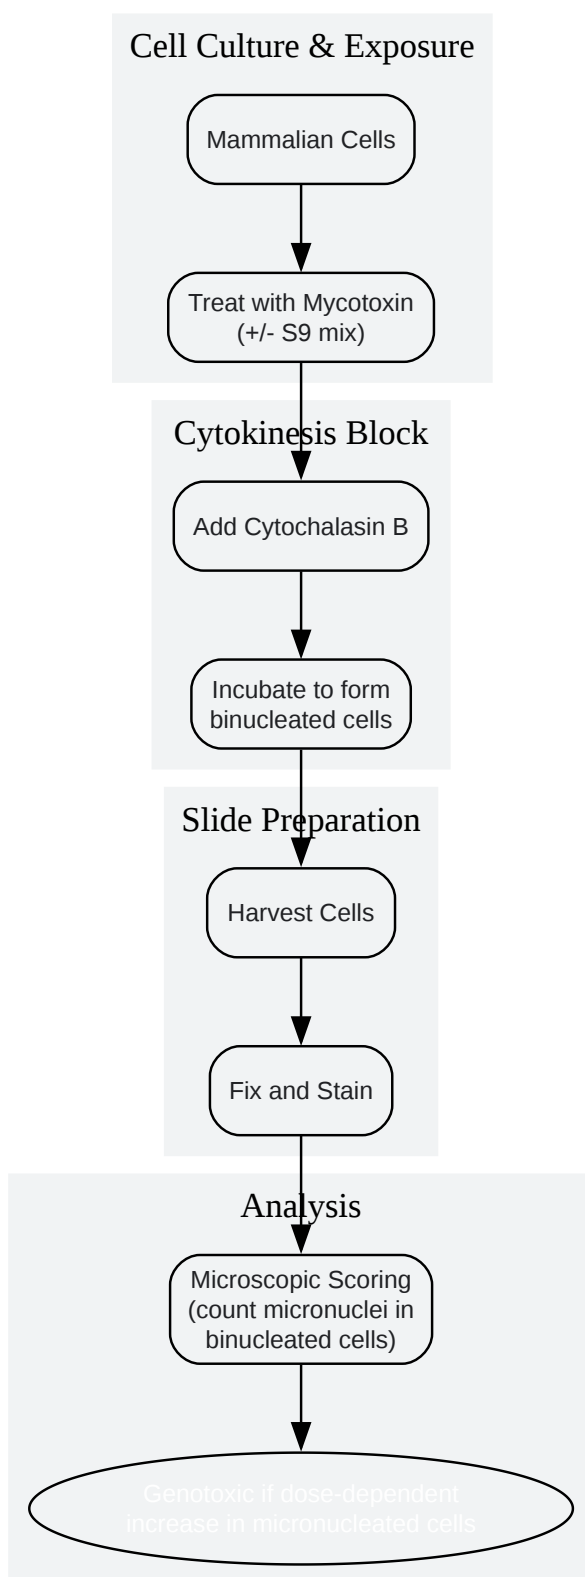 Cell Culture & Exposure
Mammalian Cells
Treat with Mycotoxin
(+/- S9 mix)
Cytokinesis Block
Add Cytochalasin B
Incubate to form
binucleated cells
Slide Preparation
Harvest Cells
Fix and Stain
Analysis
Microscopic Scoring
(count micronuclei in
binucleated cells)
Genotoxic if dose-dependent
increase in micronucleated cells